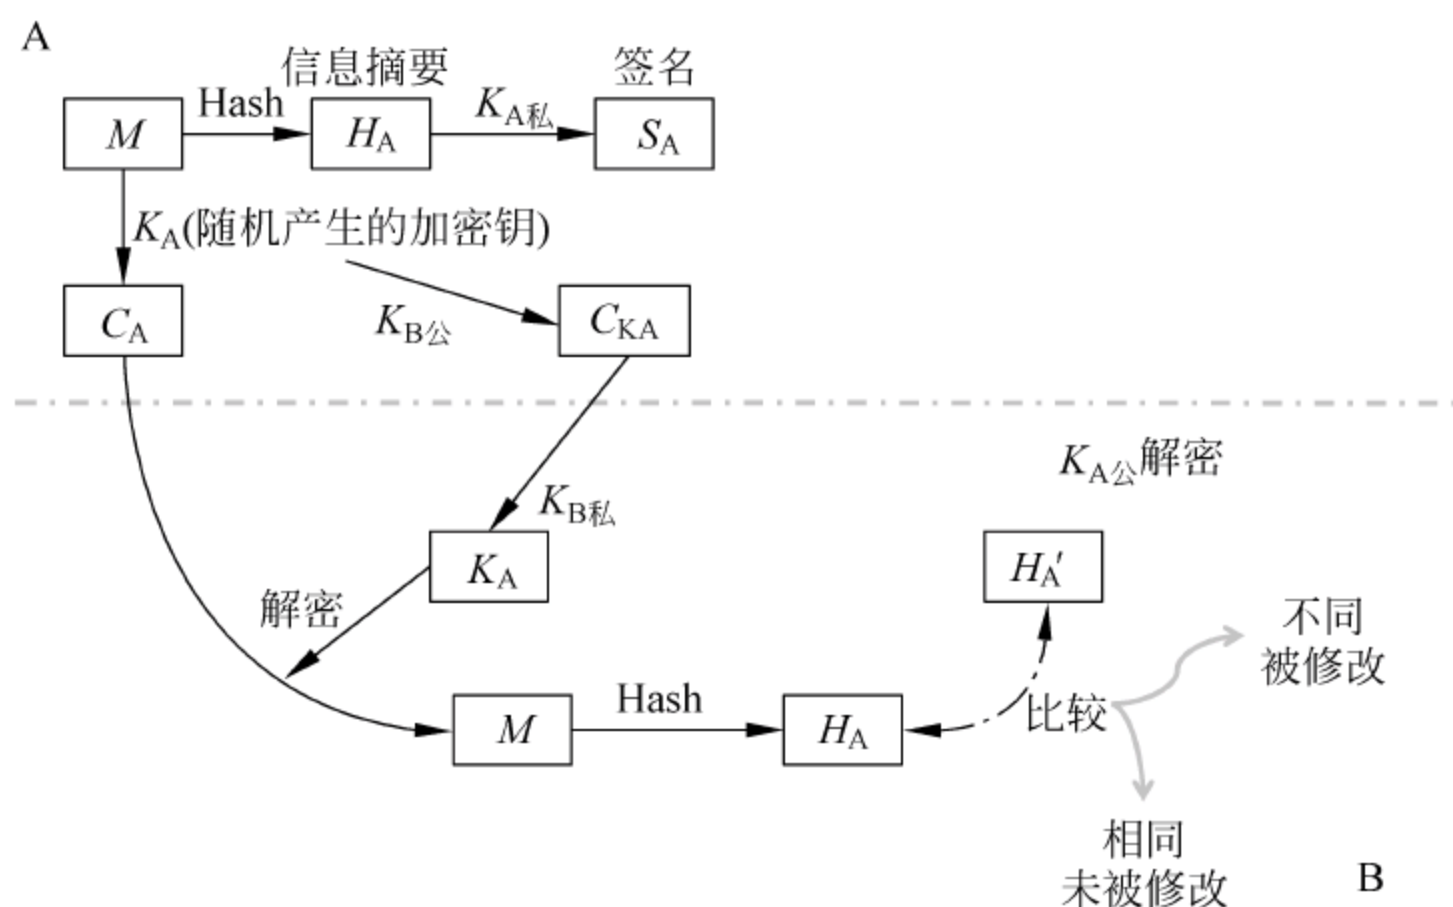 A
信息摘要
签名
M
Hash
HA
KA私
SA
KA(随机产生的加密钥)
CA
KB公
CKA
KA公解密
KB私
KA
HA'
解密
不同
被修改
M
Hash
HA
比较
相同
未被修改
B